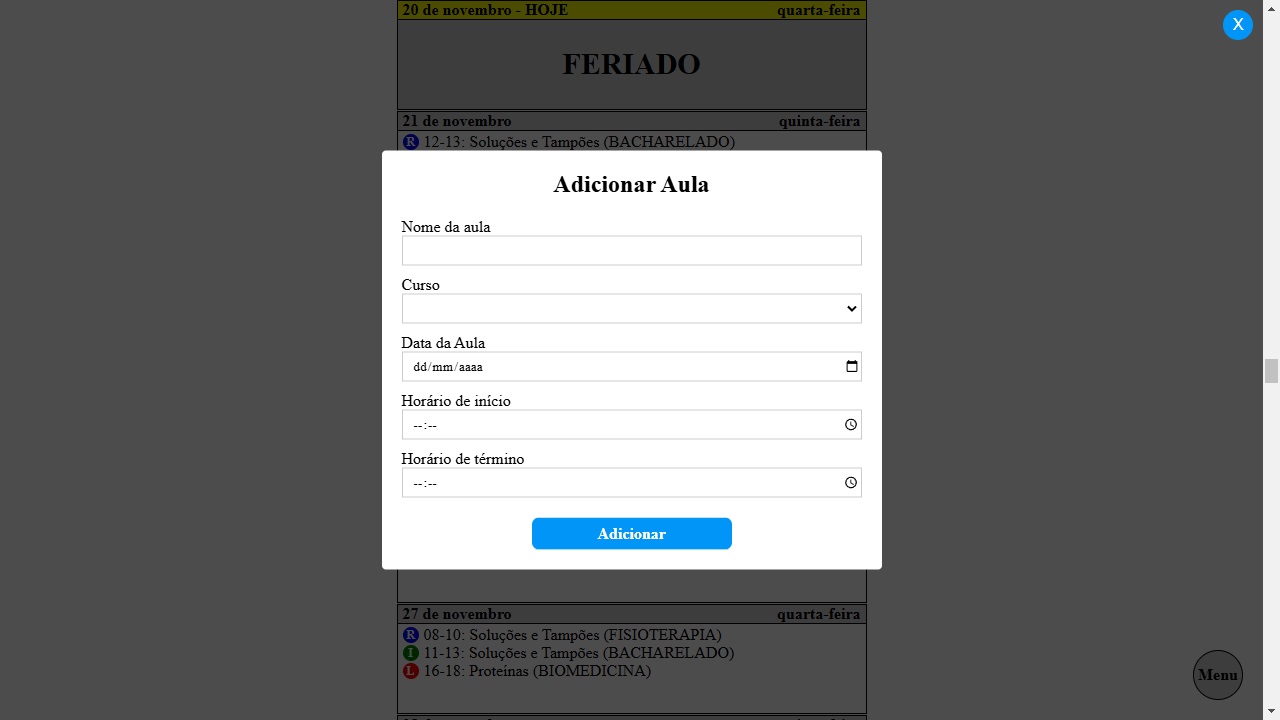 20 de novembro - HOJE quarta-feira
X
FERIADO
21 de novembro quinta-feira
R 12-13: Soluções e Tampões (BACHARELADO)
Adicionar Aula
Nome da aula
Curso
Data da Aula
dd/mm/aaaa
Horário de início
--:--
Horário de término
--:--
Adicionar
27 de novembro quarta-feira
R 08-10: Soluções e Tampões (FISIOTERAPIA)
I 11-13: Soluções e Tampões (BACHARELADO)
L 16-18: Proteínas (BIOMEDICINA)
Menu